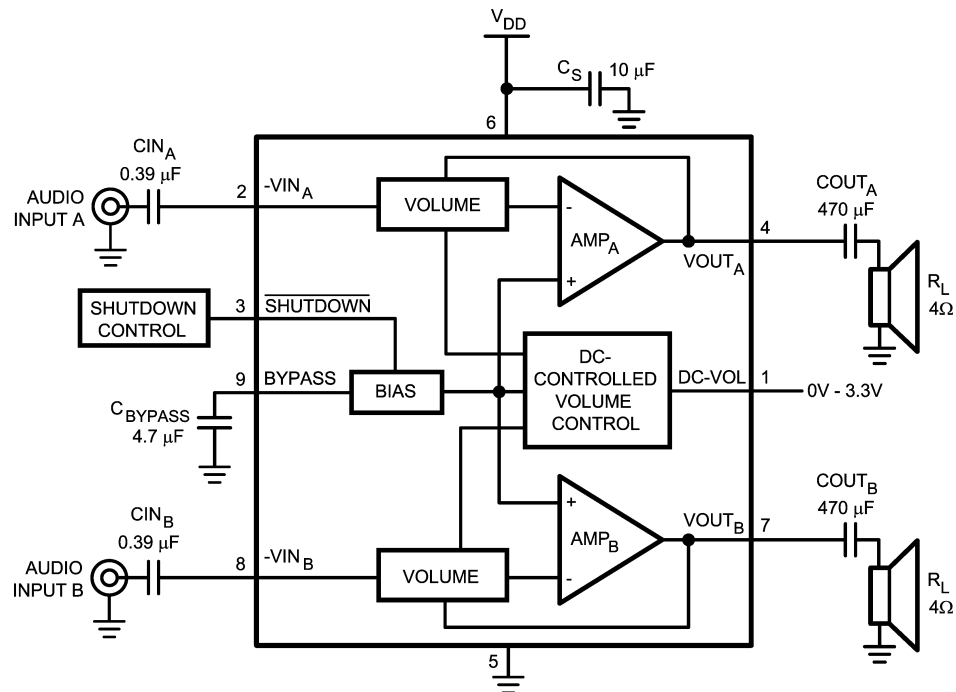 VDD
CS 10 µF
6
CINA
0.39 µF
AUDIO
INPUT A
2
-VINA
VOLUME
-
AMPA
+
VOUTA
4
COUTA
470 µF
RL
4Ω
SHUTDOWN
CONTROL
3
SHUTDOWN
9
BYPASS
BIAS
CBYPASS
4.7 µF
DC-
CONTROLLED
VOLUME
CONTROL
DC-VOL
1
0V - 3.3V
CINB
0.39 µF
AUDIO
INPUT B
8
-VINB
VOLUME
+
AMPB
-
VOUTB
7
COUTB
470 µF
RL
4Ω
5